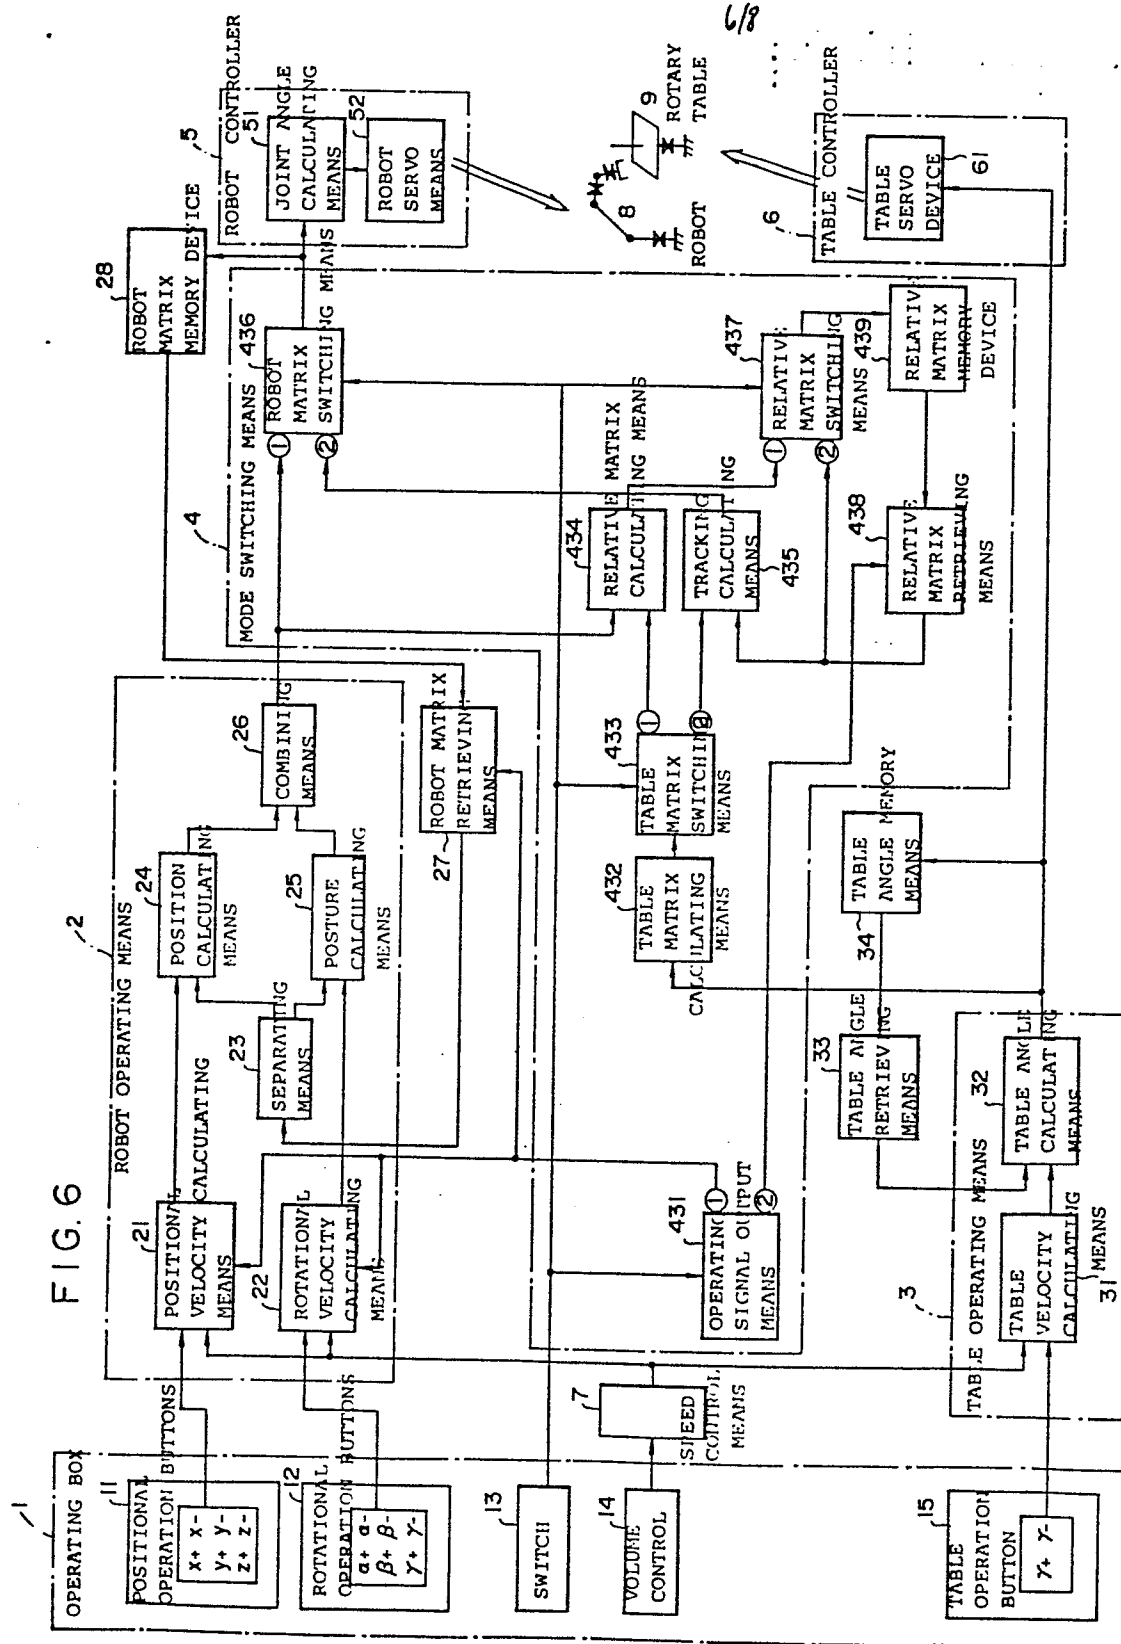 6/8
FIG. 6
1
OPERATING BOX
11
POSITIONAL
OPERATION BUTTONS
x+ x-
y+ y-
z+ z-
12
ROTATIONAL
OPERATION BUTTONS
α+ α-
β+ β-
γ+ γ-
13
SWITCH
14
VOLUME
CONTROL
15
TABLE
OPERATION
BUTTON
γ+ γ-
2
ROBOT OPERATING MEANS
21
POSITIONAL
VELOCITY CALCULATING
MEANS
22
ROTATIONAL
VELOCITY
CALCULATING
MEANS
23
SEPARATING
MEANS
24
POSITION
CALCULATING
MEANS
25
POSTURE
CALCULATING
MEANS
26
COMBINING
MEANS
27
ROBOT MATRIX
RETRIEVING
MEANS
28
ROBOT
MATRIX
MEMORY DEVICE
7
SPEED
CONTROL
MEANS
3
TABLE OPERATING MEANS
31
TABLE
VELOCITY
CALCULATING
MEANS
32
TABLE ANGLE
CALCULATING
MEANS
33
TABLE ANGLE
RETRIEVING
MEANS
34
TABLE
ANGLE MEMORY
MEANS
4
MODE SWITCHING MEANS
431
OPERATING
SIGNAL OUTPUT
MEANS
1
2
432
TABLE
MATRIX
CALCULATING
MEANS
433
TABLE
MATRIX
SWITCHING
MEANS
1
2
434
RELATIVE MATRIX
CALCULATING MEANS
435
TRACKING
CALCULATING
MEANS
436
ROBOT
MATRIX
SWITCHING MEANS
1
2
437
RELATIVE
MATRIX
SWITCHING
MEANS
1
2
438
RELATIVE
MATRIX
RETRIEVING
MEANS
439
RELATIVE
MATRIX
MEMORY
DEVICE
5
ROBOT CONTROLLER
51
JOINT ANGLE
CALCULATING
MEANS
52
ROBOT
SERVO
MEANS
8
ROBOT
9
ROTARY
TABLE
6
TABLE CONTROLLER
61
TABLE
SERVO
DEVICE